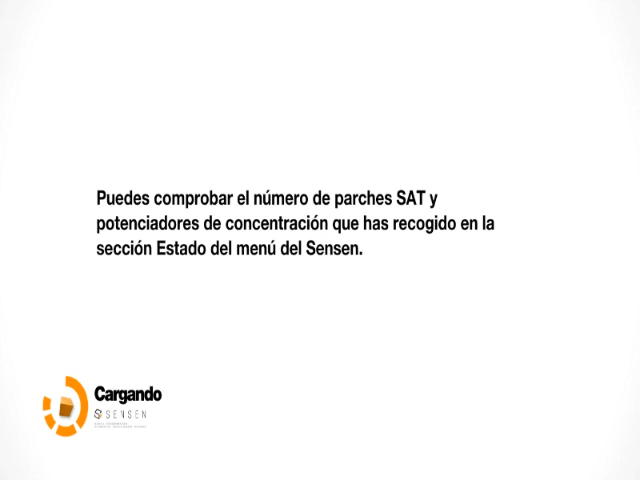 Puedes comprobar el número de parches SAT y
potenciadores de concentración que has recogido en la
sección Estado del menú del Sensen.
Cargando
SENSEN